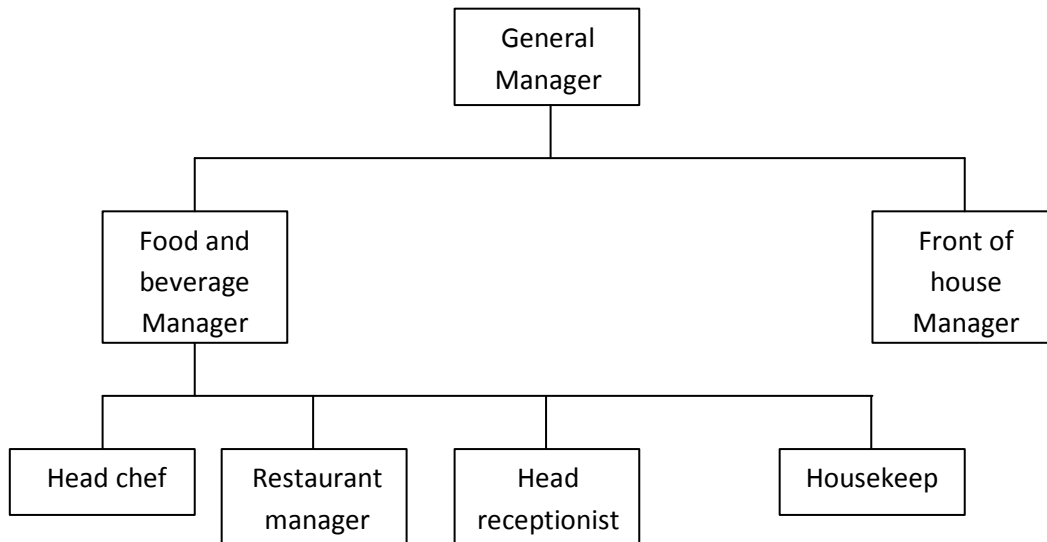 General
Manager
Food and
beverage
Manager
Front of
house
Manager
Head chef
Restaurant
manager
Head
receptionist
Housekeep